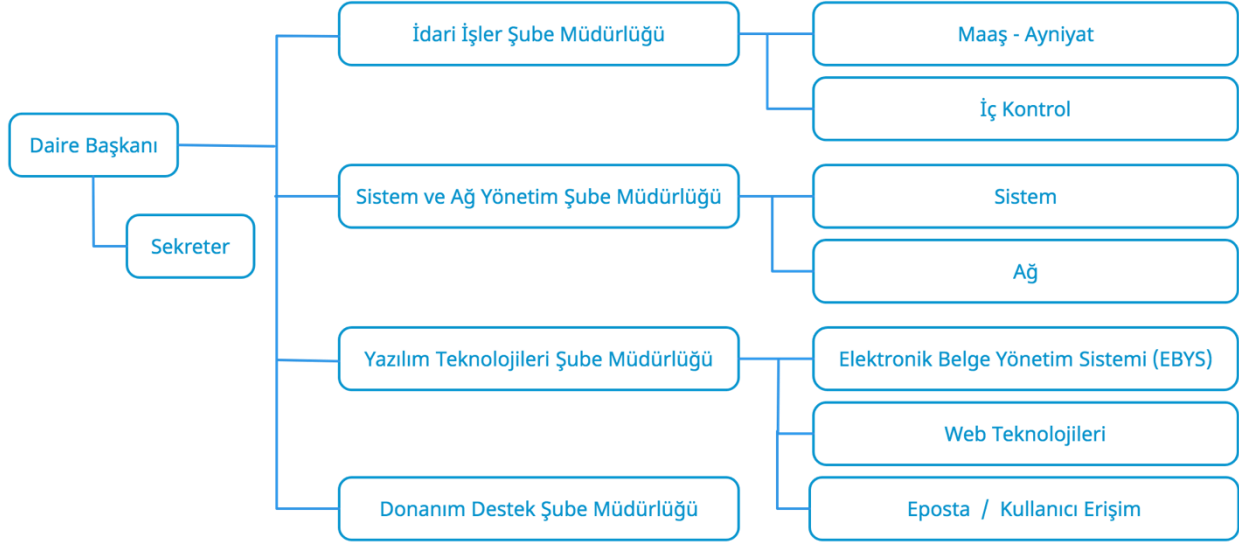 Daire Başkanı
Sekreter
İdari İşler Şube Müdürlüğü
Maaş - Ayniyat
İç Kontrol
Sistem ve Ağ Yönetim Şube Müdürlüğü
Sistem
Ağ
Yazılım Teknolojileri Şube Müdürlüğü
Elektronik Belge Yönetim Sistemi (EBYS)
Web Teknolojileri
Eposta / Kullanıcı Erişim
Donanım Destek Şube Müdürlüğü